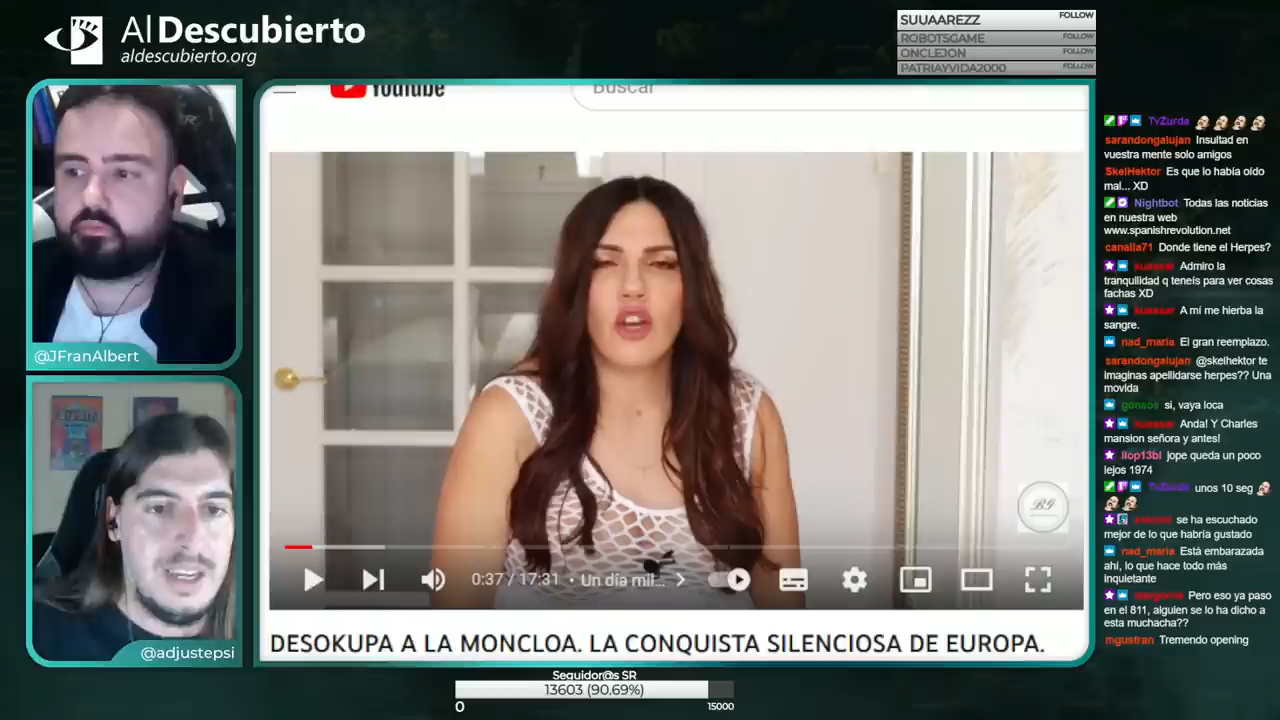 Al Descubierto
aldescubierto.org
SUUAAREZZ FOLLOW
ROBOTSGAME FOLLOW
ONCLEJON FOLLOW
PATRIAYVIDA2000 FOLLOW
YouTube
Buscar
@JFranAlbert
@adjustepsi
BG
0:37 / 17:31 • Un día mil... >
DESOKUPA A LA MONCLOA. LA CONQUISTA SILENCIOSA DE EUROPA.
TvZurda
sarandongalujan Insultad en
vuestra mente solo amigos
SkelHektor Es que lo había oído
mal... XD
Nightbot Todas las noticias
en nuestra web
www.spanishrevolution.net
canalla71 Donde tiene el Herpes?
Admiro la
tranquilidad q teneís para ver cosas
fachas XD
A mí me hierba la
sangre.
nad_maria El gran reemplazo.
sarandongalujan @skelhektor te
imaginas apellidarse herpes?? Una
movida
gonsos si, vaya loca
Anda! Y Charles
mansion señora y antes!
llop13bl jope queda un poco
lejos 1974
TvZurda unos 10 seg
se ha escuchado
mejor de lo que habría gustado
nad_maria Está embarazada
ahí, lo que hace todo más
inquietante
Pero eso ya paso
en el 811, alguien se lo ha dicho a
esta muchacha??
mgustran Tremendo opening
Seguidor@s SR
13603 (90.69%)
0 15000